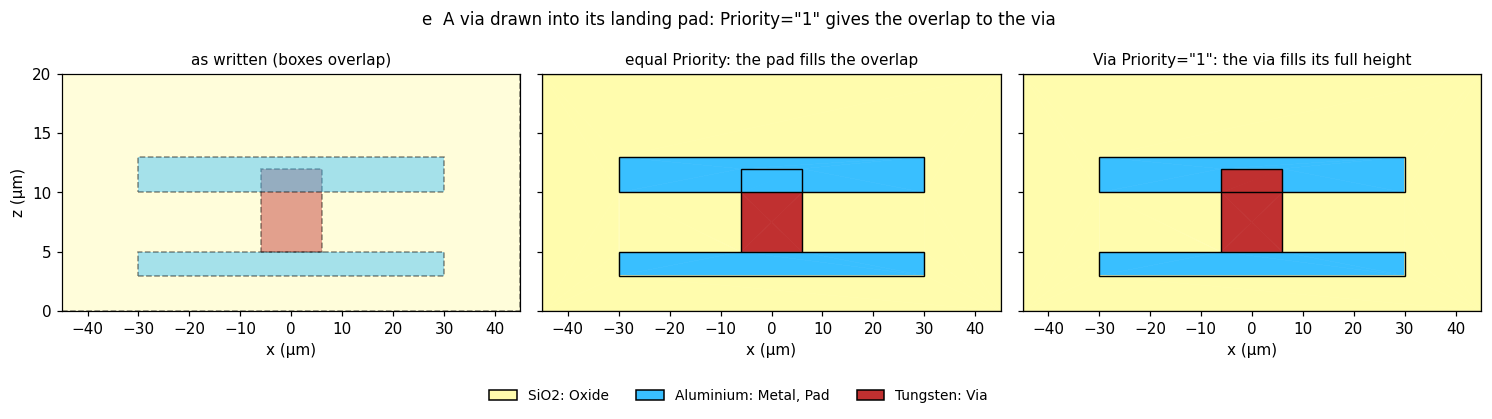 e  A via drawn into its landing pad: Priority="1" gives the overlap to the via
as written (boxes overlap)
equal Priority: the pad fills the overlap
Via Priority="1": the via fills its full height
20
15
10
5
0
z (µm)
−40 −30 −20 −10 0 10 20 30 40
−40 −30 −20 −10 0 10 20 30 40
−40 −30 −20 −10 0 10 20 30 40
x (µm)
x (µm)
x (µm)
SiO2: Oxide
Aluminium: Metal, Pad
Tungsten: Via